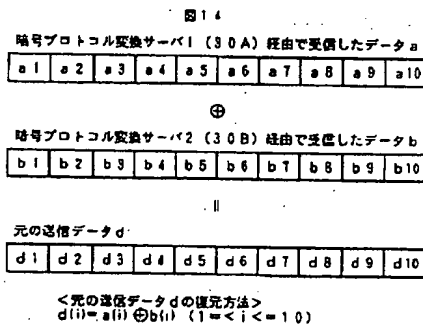 図14
暗号プロトコル変換サーバ1（30A）経由で受信したデータa
a1 a2 a3 a4 a5 a6 a7 a8 a9 a10
⊕
暗号プロトコル変換サーバ2（30B）経由で受信したデータb
b1 b2 b3 b4 b5 b6 b7 b8 b9 b10
||
元の送信データd
d1 d2 d3 d4 d5 d6 d7 d8 d9 d10
<元の送信データdの復元方法>
d(i)=a(i)⊕b(i) (1=<i<=10)